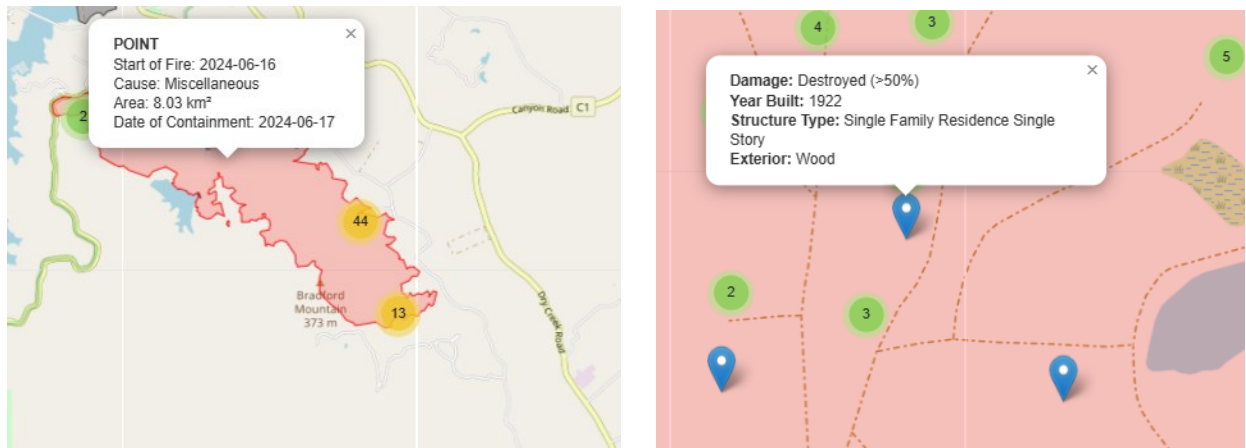 POINT
Start of Fire: 2024-06-16
Cause: Miscellaneous
Area: 8.03 km²
Date of Containment: 2024-06-17
×
2
Canyon Road
C1
44
13
Bradford
Mountain
373 m
Dry Creek Road
4
3
5
Damage: Destroyed (>50%)
Year Built: 1922
Structure Type: Single Family Residence Single
Story
Exterior: Wood
×
2
3